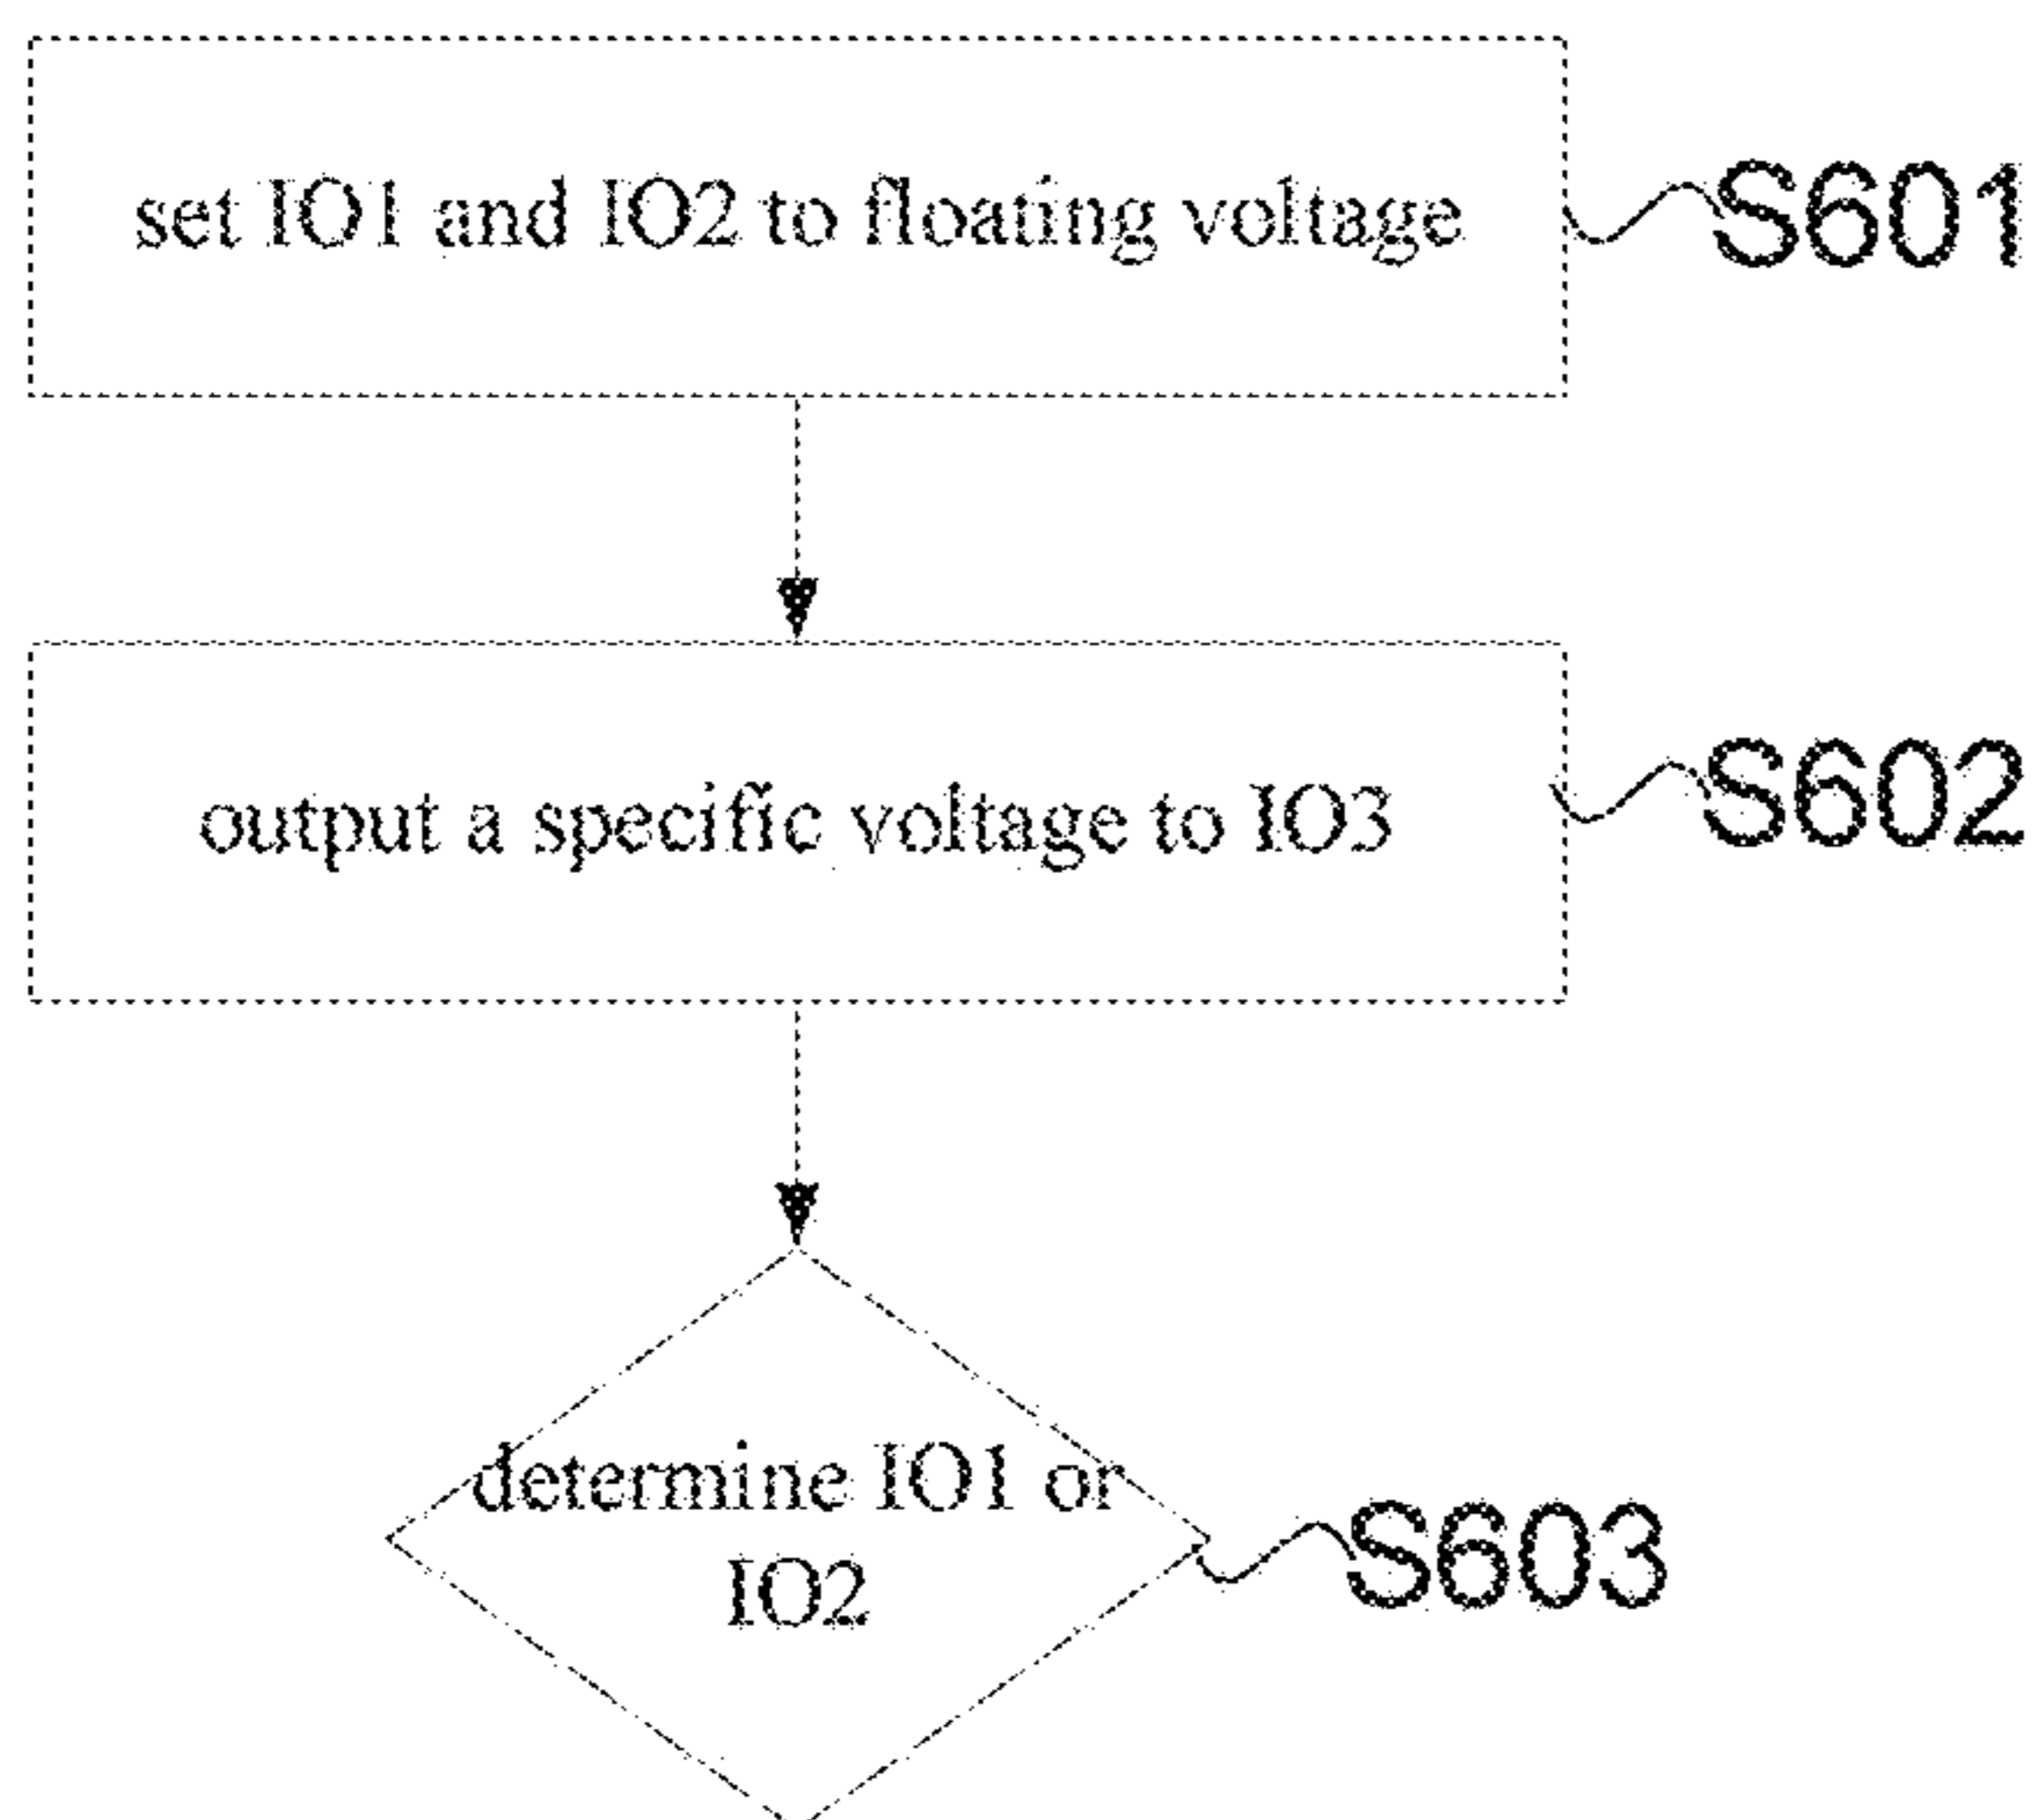 set IO1 and IO2 to floating voltage
S601
output a specific voltage to IO3
S602
determine IO1 or
IO2
S603